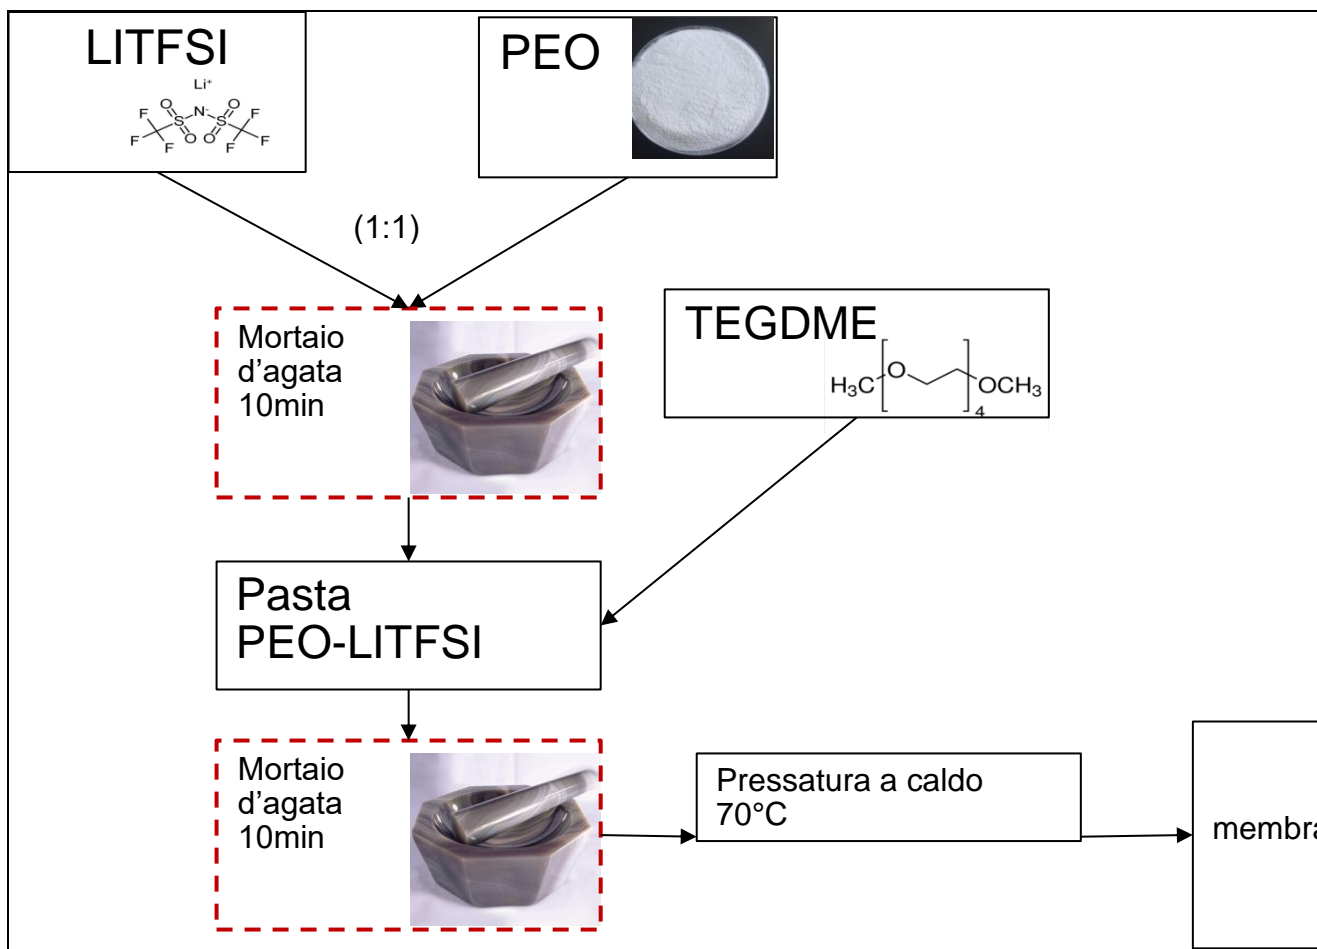 LITFSI
Li⁺
O
O
F
S
N⁻
S
F
F
O
O
F
F
F
PEO
(1:1)
Mortaio
d’agata
10min
TEGDME
O
H3C
OCH3
4
Pasta
PEO-LITFSI
Mortaio
d’agata
10min
Pressatura a caldo
70°C
membra